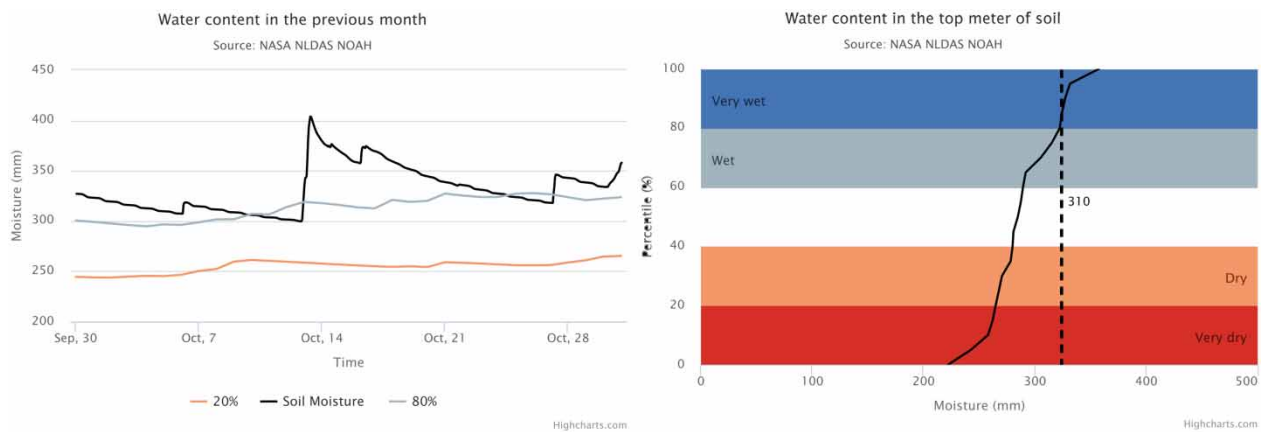 Water content in the previous month
Source: NASA NLDAS NOAH
450
400
350
300
250
200
Moisture (mm)
Sep, 30
Oct, 7
Oct, 14
Oct, 21
Oct, 28
Time
20%
Soil Moisture
80%
Highcharts.com
Water content in the top meter of soil
Source: NASA NLDAS NOAH
100
80
60
40
20
0
Percentile (%)
Very wet
Wet
310
Dry
Very dry
0
100
200
300
400
500
Moisture (mm)
Highcharts.com